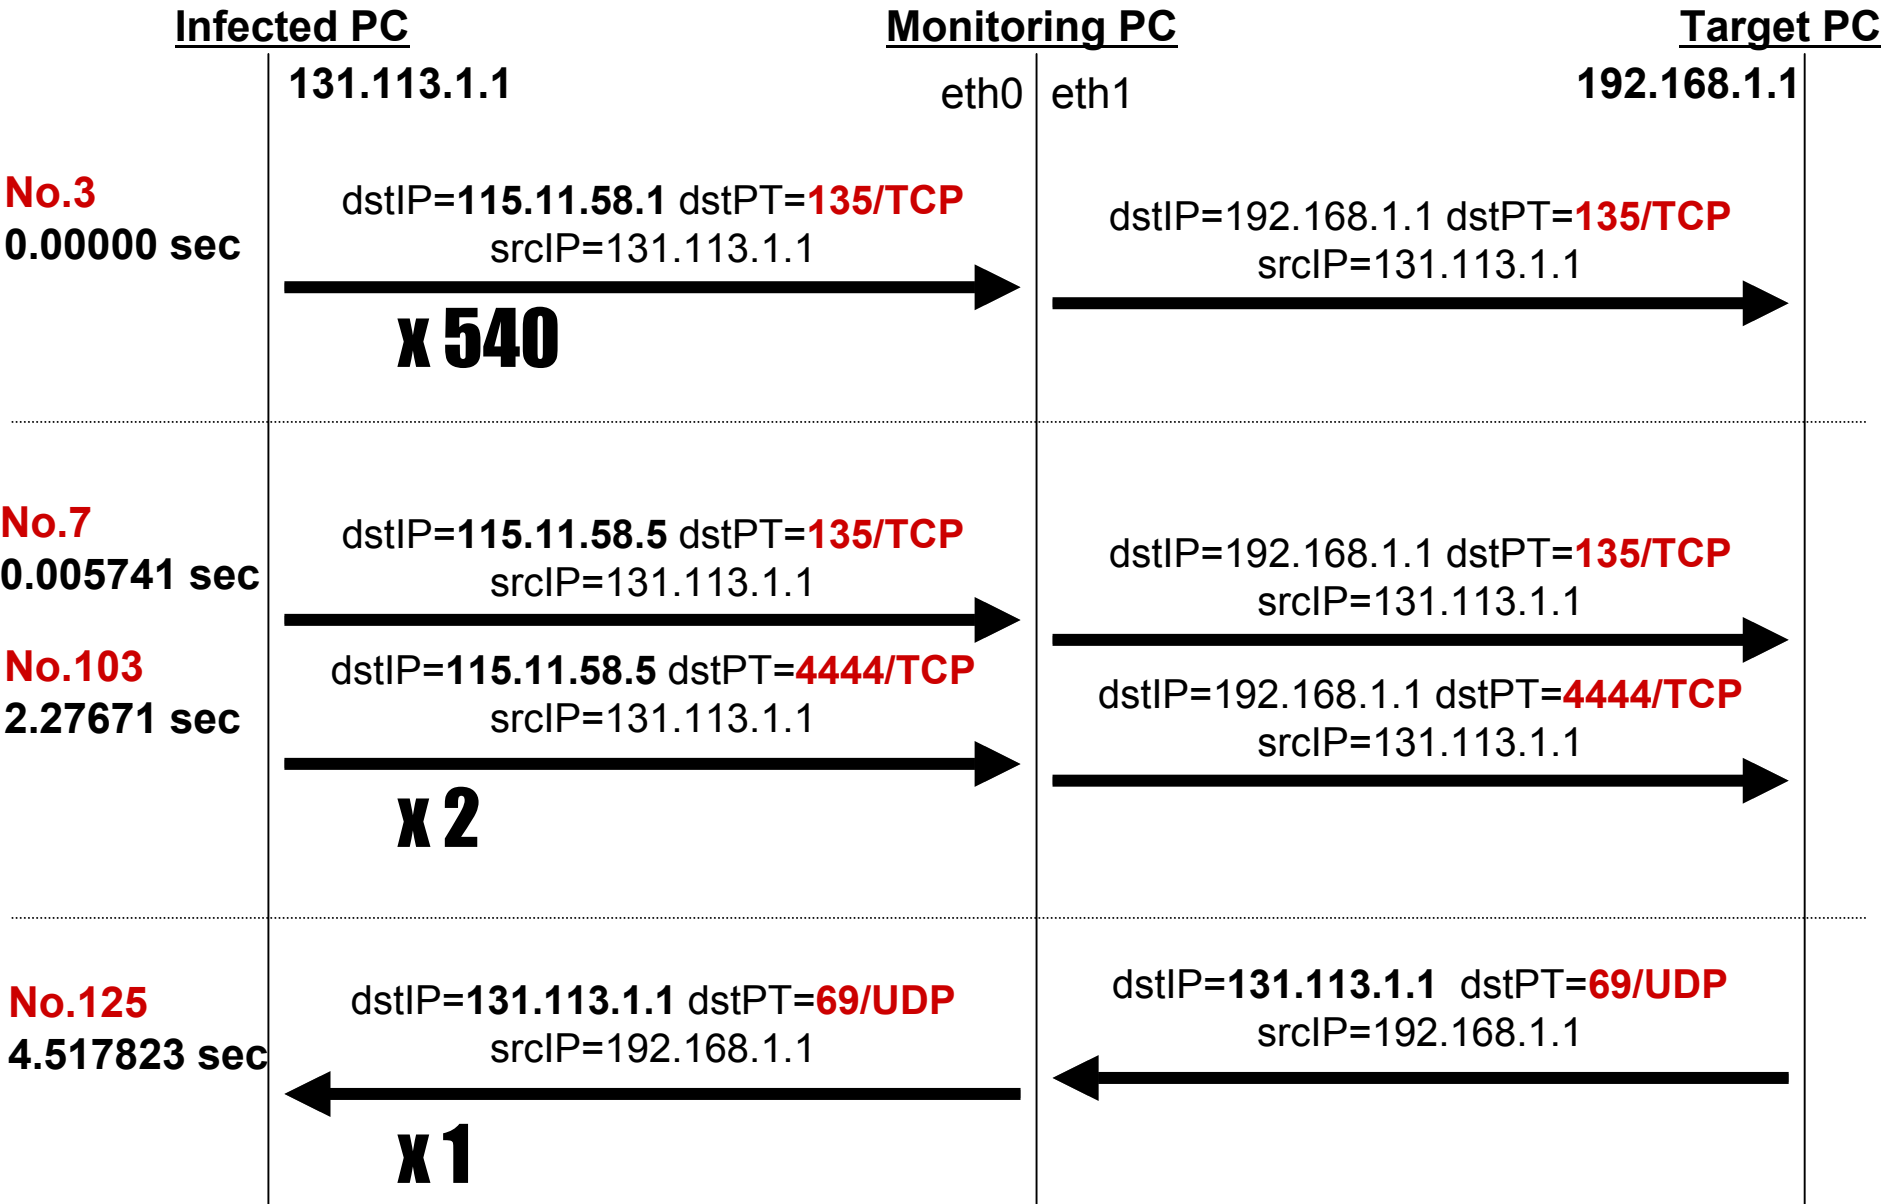 Infected PC Monitoring PC Target PC
131.113.1.1 eth0 eth1 192.168.1.1
No.3
0.00000 sec
dstIP=115.11.58.1 dstPT=135/TCP
srcIP=131.113.1.1
dstIP=192.168.1.1 dstPT=135/TCP
srcIP=131.113.1.1
x 540
No.7
0.005741 sec
dstIP=115.11.58.5 dstPT=135/TCP
srcIP=131.113.1.1
dstIP=192.168.1.1 dstPT=135/TCP
srcIP=131.113.1.1
No.103
2.27671 sec
dstIP=115.11.58.5 dstPT=4444/TCP
srcIP=131.113.1.1
dstIP=192.168.1.1 dstPT=4444/TCP
srcIP=131.113.1.1
x 2
No.125
4.517823 sec
dstIP=131.113.1.1 dstPT=69/UDP
srcIP=192.168.1.1
dstIP=131.113.1.1 dstPT=69/UDP
srcIP=192.168.1.1
x 1